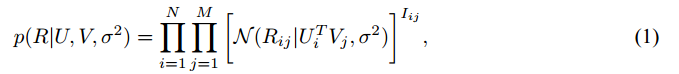 p(R|U, V, σ²) = ∏_{i=1}^{N} ∏_{j=1}^{M} [𝒩(R_{ij}|U_i^T V_j, σ²)]^{I_{ij}}, (1)